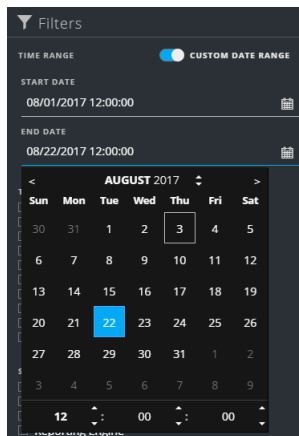 Filters
TIME RANGE CUSTOM DATE RANGE
START DATE
08/01/2017 12:00:00
END DATE
08/22/2017 12:00:00
< AUGUST 2017 >
Sun Mon Tue Wed Thu Fri Sat
30 31 1 2 3 4 5
6 7 8 9 10 11 12
13 14 15 16 17 18 19
20 21 22 23 24 25 26
27 28 29 30 31 1 2
3 4 5 6 7 8 9
12 : 00 : 00
Reporting Engine